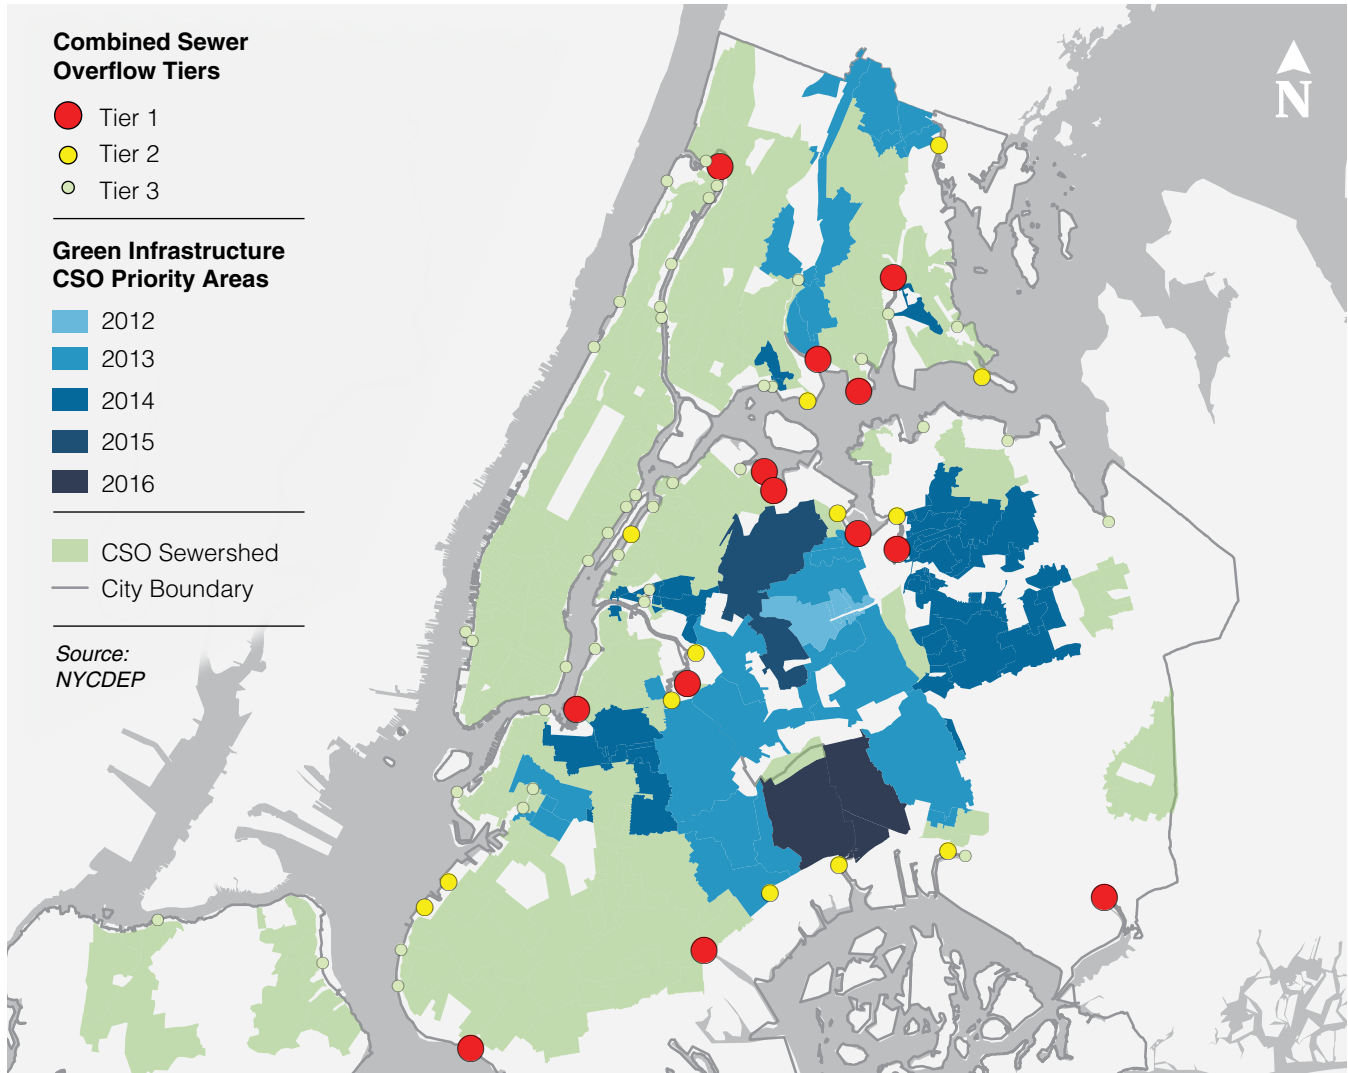 Combined Sewer
Overflow Tiers
Tier 1
Tier 2
Tier 3
Green Infrastructure
CSO Priority Areas
2012
2013
2014
2015
2016
CSO Sewershed
City Boundary
Source:
NYCDEP
N